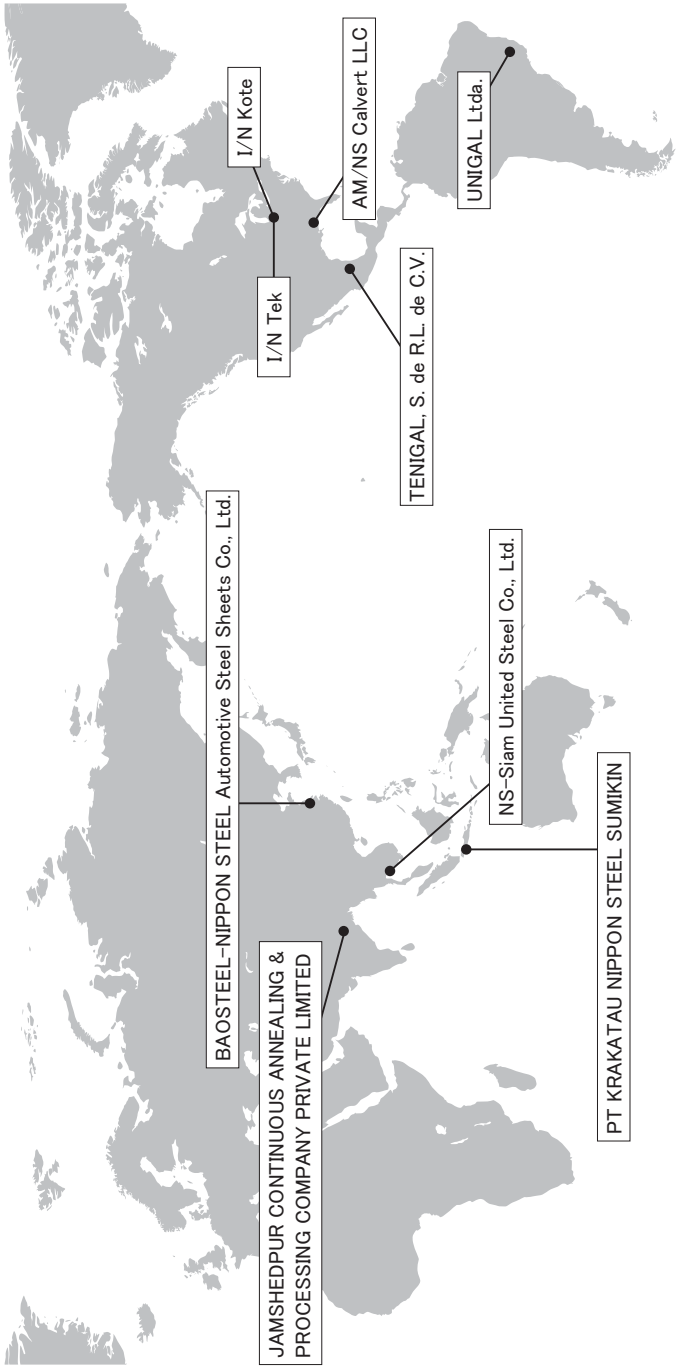 I/N Kote
AM/NS Calvert LLC
UNIGAL Ltda.
I/N Tek
TENIGAL, S. de R.L. de C.V.
BAOSTEEL-NIPPON STEEL Automotive Steel Sheets Co., Ltd.
NS-Siam United Steel Co., Ltd.
JAMSHEDPUR CONTINUOUS ANNEALING &
PROCESSING COMPANY PRIVATE LIMITED
PT KRAKATAU NIPPON STEEL SUMIKIN